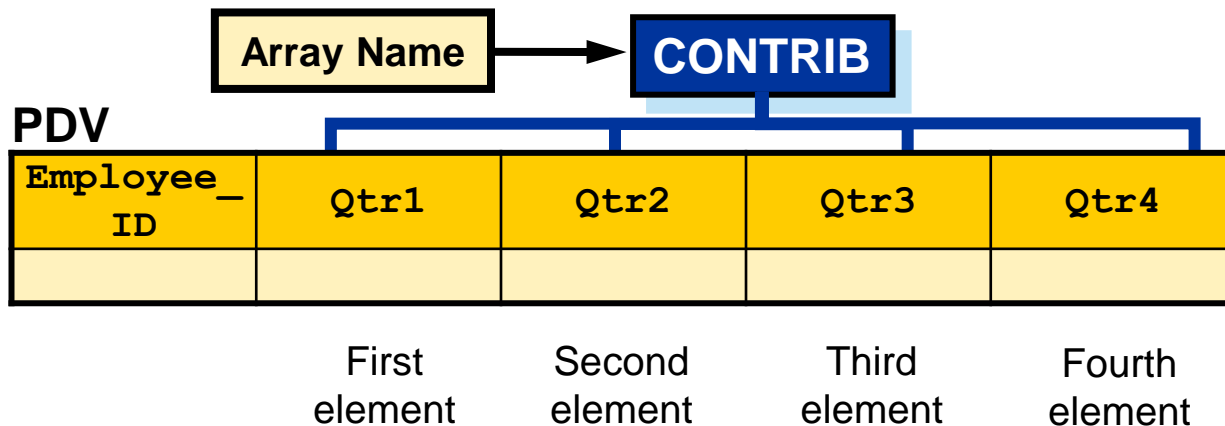 Array Name
CONTRIB
PDV
Employee_
ID
Qtr1
Qtr2
Qtr3
Qtr4
First
element
Second
element
Third
element
Fourth
element